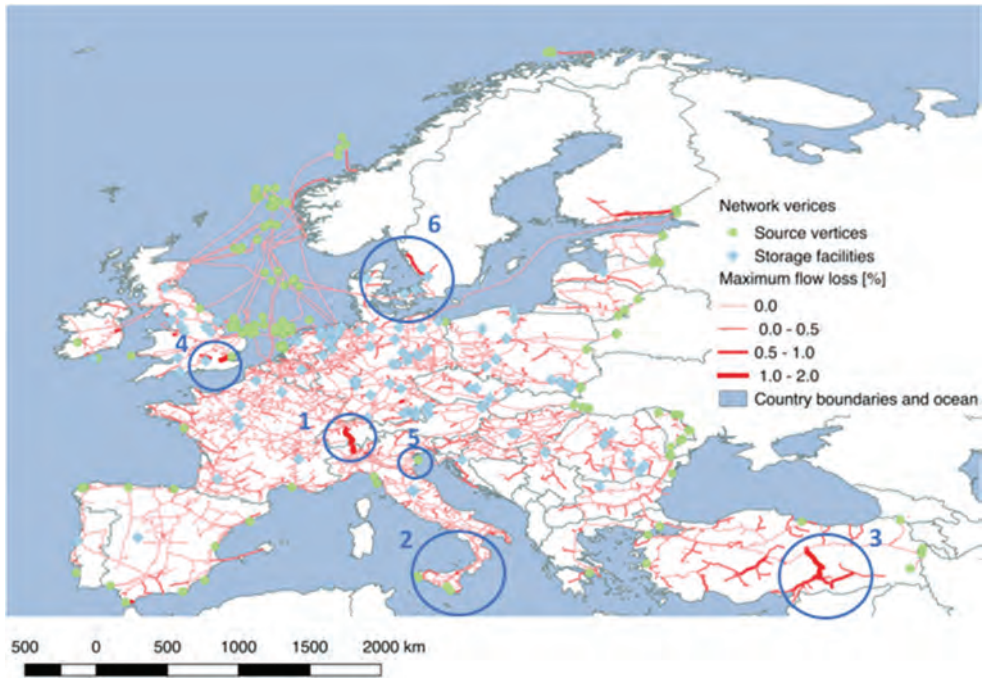 6
Network verices
Source vertices
Storage facilities
Maximum flow loss [%]
0.0
0.0 - 0.5
0.5 - 1.0
1.0 - 2.0
Country boundaries and ocean
4
1
5
2
3
500 0 500 1000 1500 2000 km